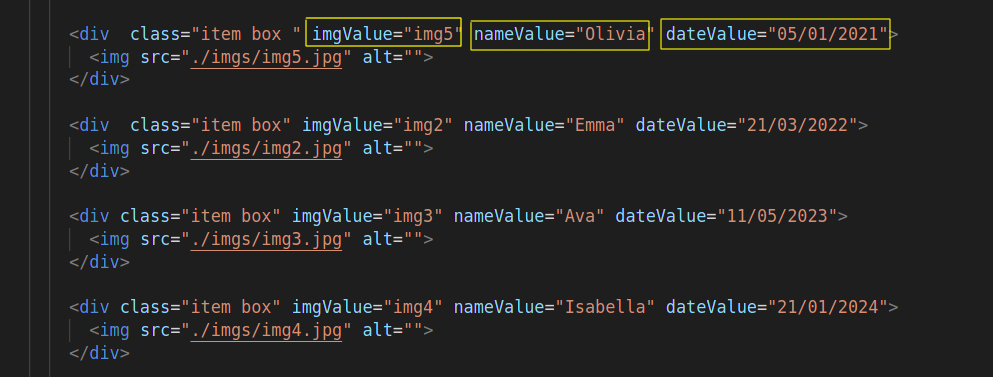 <div  class="item box " imgValue="img5" nameValue="Olivia" dateValue="05/01/2021">
<img src="./imgs/img5.jpg" alt="">
</div>
<div  class="item box" imgValue="img2" nameValue="Emma" dateValue="21/03/2022">
<img src="./imgs/img2.jpg" alt="">
</div>
<div class="item box" imgValue="img3" nameValue="Ava" dateValue="11/05/2023">
<img src="./imgs/img3.jpg" alt="">
</div>
<div class="item box" imgValue="img4" nameValue="Isabella" dateValue="21/01/2024">
<img src="./imgs/img4.jpg" alt="">
</div>